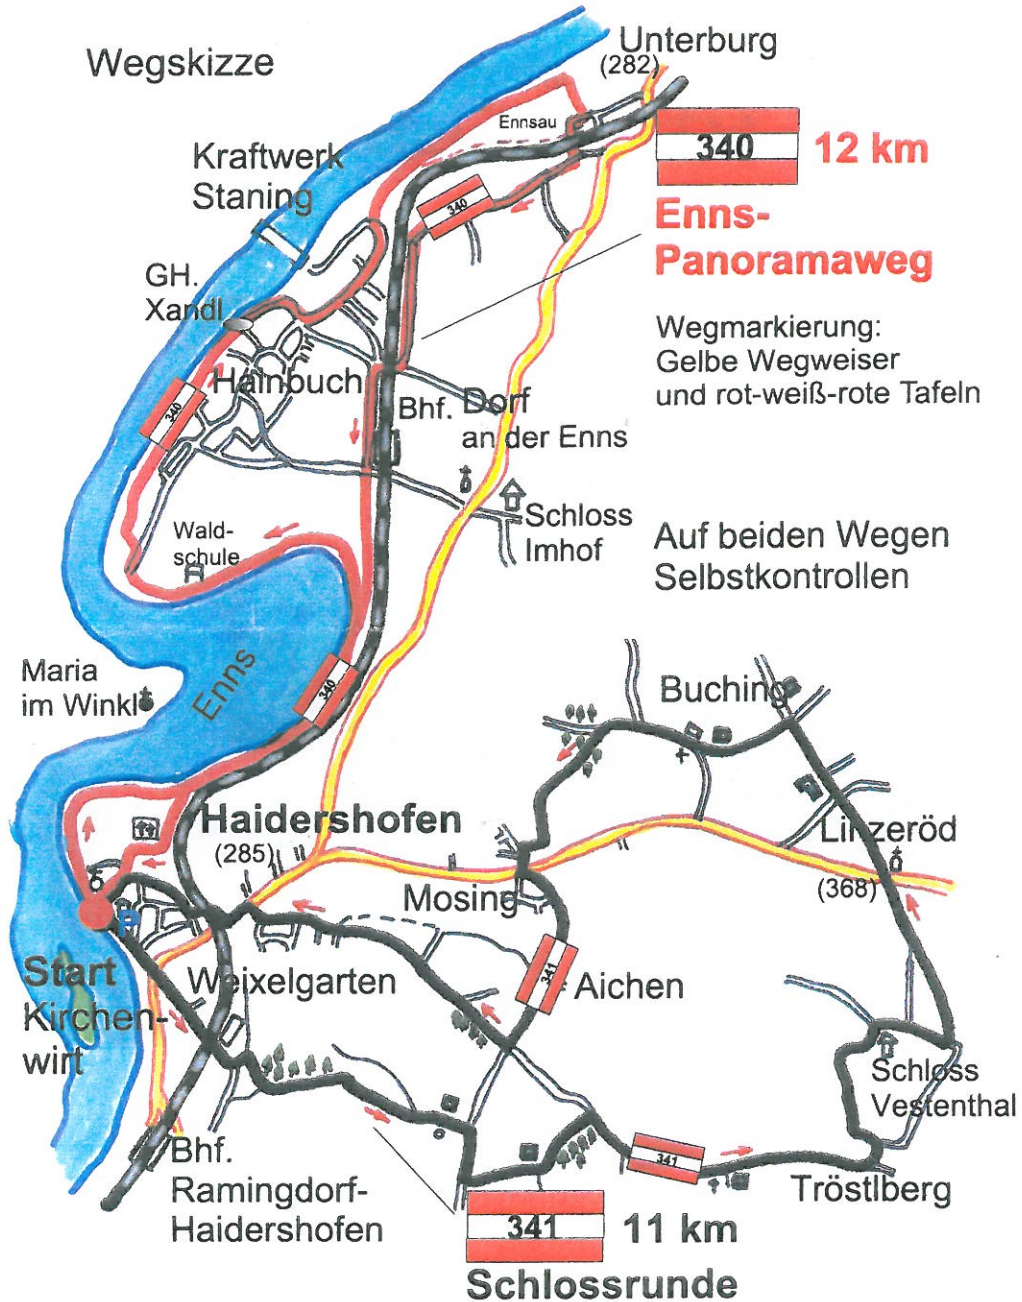 Wegskizze
Unterburg
(282)
Ennsau
340
12 km
Enns-
Panoramaweg
Kraftwerk
Staning
340
GH.
Xandl
Wegmarkierung:
Gelbe Wegweiser
und rot-weiß-rote Tafeln
Hainbuch
340
Bhf.
Dorf
an der Enns
Schloss
Imhof
Wald-
schule
Auf beiden Wegen
Selbstkontrollen
Maria
im Winkl
Enns
340
Buching
Haidershofen
(285)
Linzeröd
(368)
Mosing
P
Start
Kirchen-
wirt
Weixelgarten
341
Aichen
Schloss
Vestenthal
Bhf.
Ramingdorf-
Haidershofen
341
Tröstlberg
341
11 km
Schlossrunde